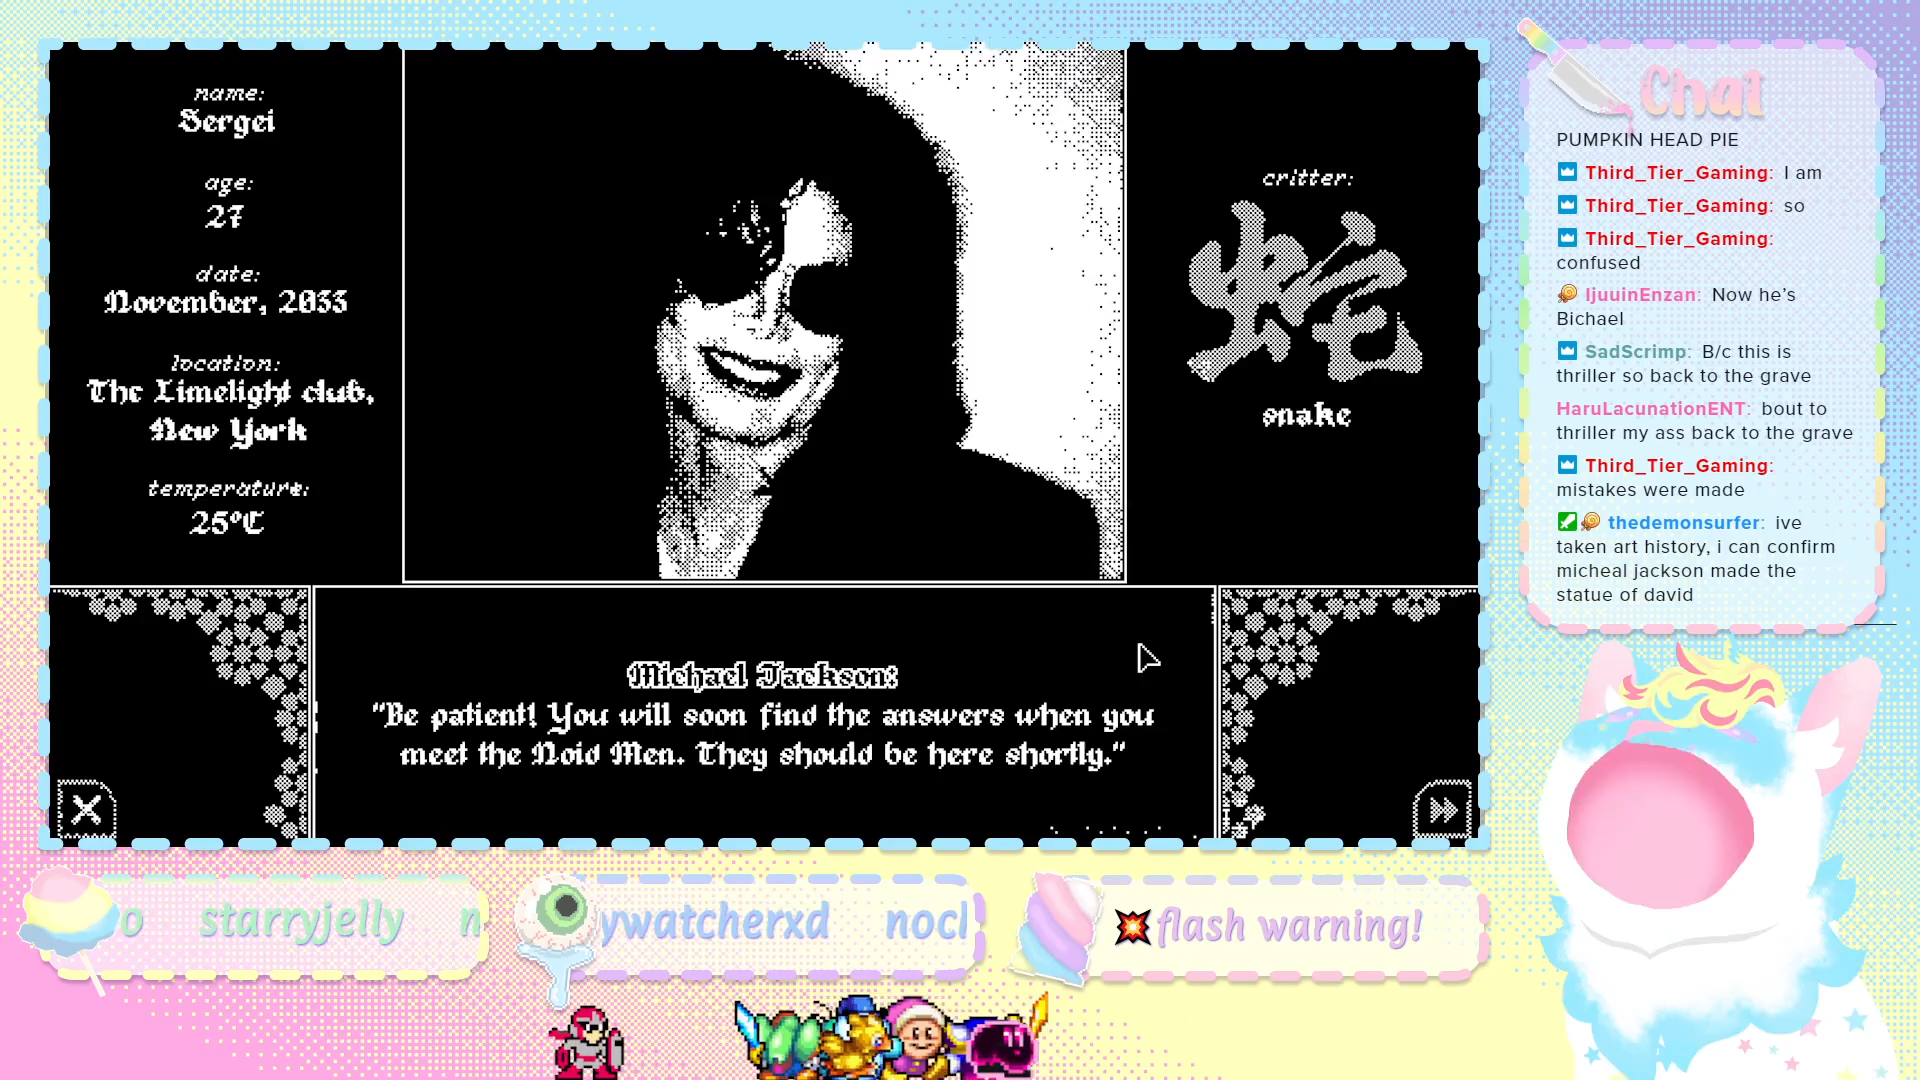 name:
Sergei
age:
27
date:
November, 2033
location:
The Limelight club,
New York
temperature:
25°C
critter:
蛇
snake
Michael Jackson:
"Be patient! You will soon find the answers when you
meet the Noid Men. They should be here shortly."
Chat
PUMPKIN HEAD PIE
Third_Tier_Gaming: I am
Third_Tier_Gaming: so
Third_Tier_Gaming:
confused
IjuuinEnzan: Now he's
Bichael
SadScrimp: B/c this is
thriller so back to the grave
HaruLacunationENT: bout to
thriller my ass back to the grave
Third_Tier_Gaming:
mistakes were made
thedemonsurfer: ive
taken art history, i can confirm
micheal jackson made the
statue of david
o starryjelly n
ywatcherxd nocl
flash warning!